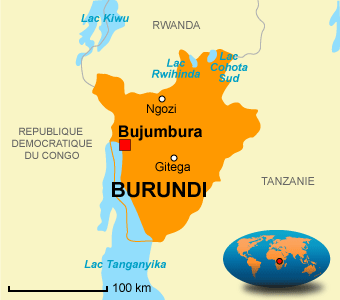 Lac Kiwu
RWANDA
Lac
Rwihinda
Lac
Cohota
Sud
Ngozi
Bujumbura
REPUBLIQUE
DEMOCRATIQUE
DU CONGO
Gitega
BURUNDI
TANZANIE
Lac Tanganyika
100 km